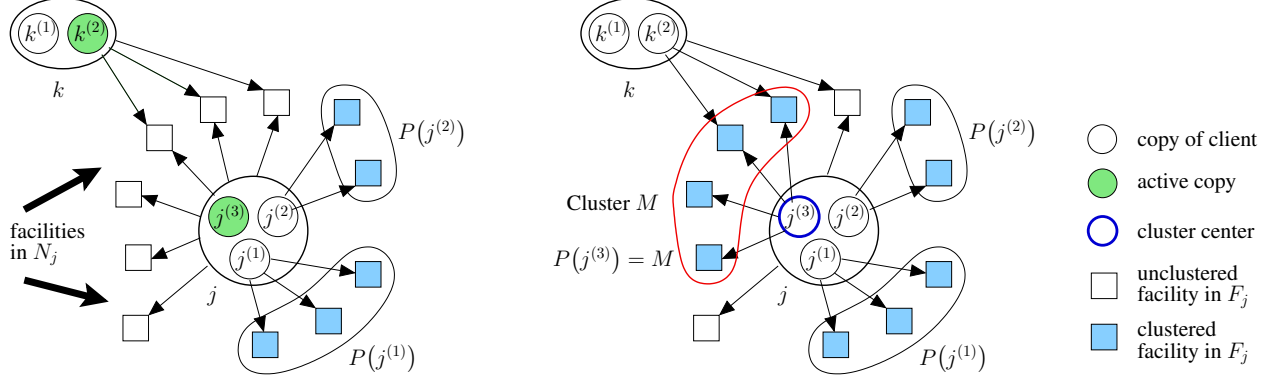 k^{(1)} k^{(2)}
k
P(j^{(2)})
facilities
in N_j
j^{(3)} j^{(2)}
j^{(1)}
j
P(j^{(1)})
k^{(1)} k^{(2)}
k
P(j^{(2)})
Cluster M
j^{(3)} j^{(2)}
P(j^{(3)}) = M
j^{(1)}
j
P(j^{(1)})
copy of client
active copy
cluster center
unclustered
facility in F_j
clustered
facility in F_j